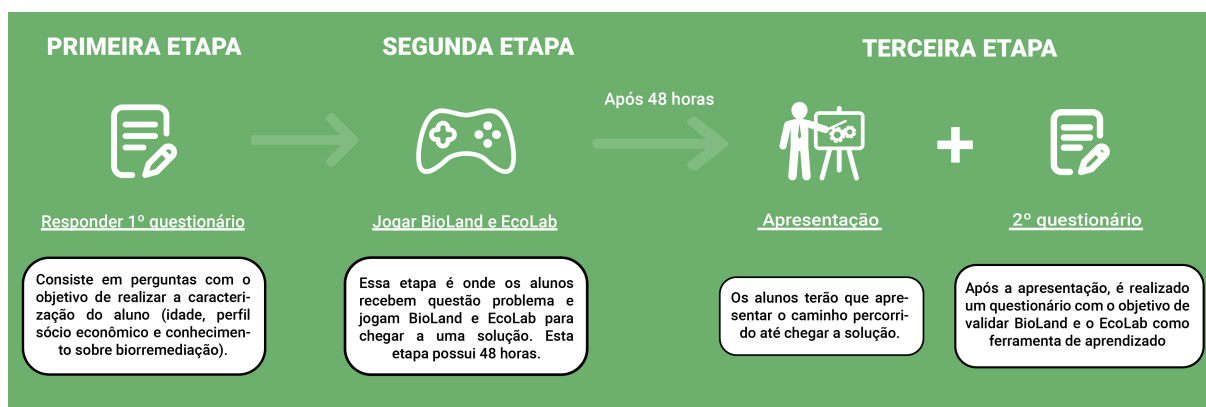 PRIMEIRA ETAPA
Responder 1º questionário
Consiste em perguntas com o
objetivo de realizar a caracteri-
zação do aluno (idade, perfil
sócio econômico e conhecimen-
to sobre biorremediação).
SEGUNDA ETAPA
Jogar BioLand e EcoLab
Essa etapa é onde os alunos
recebem questão problema e
jogam BioLand e EcoLab para
chegar a uma solução. Esta
etapa possui 48 horas.
Após 48 horas
TERCEIRA ETAPA
Apresentação
Os alunos terão que apre-
sentar o caminho percorri-
do até chegar a solução.
2º questionário
Após a apresentação, é realizado
um questionário com o objetivo de
validar BioLand e o EcoLab como
ferramenta de aprendizado